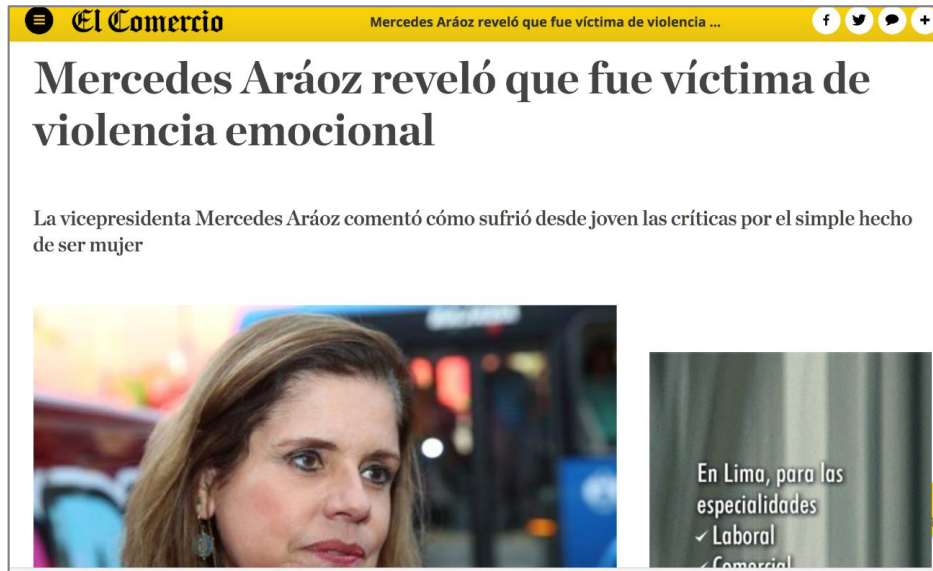 El Comercio
Mercedes Aráoz reveló que fue víctima de violencia ...
Mercedes Aráoz reveló que fue víctima de
violencia emocional
La vicepresidenta Mercedes Aráoz comentó cómo sufrió desde joven las críticas por el simple hecho
de ser mujer
En Lima, para las
especialidades
✓ Laboral
✓ Comercial